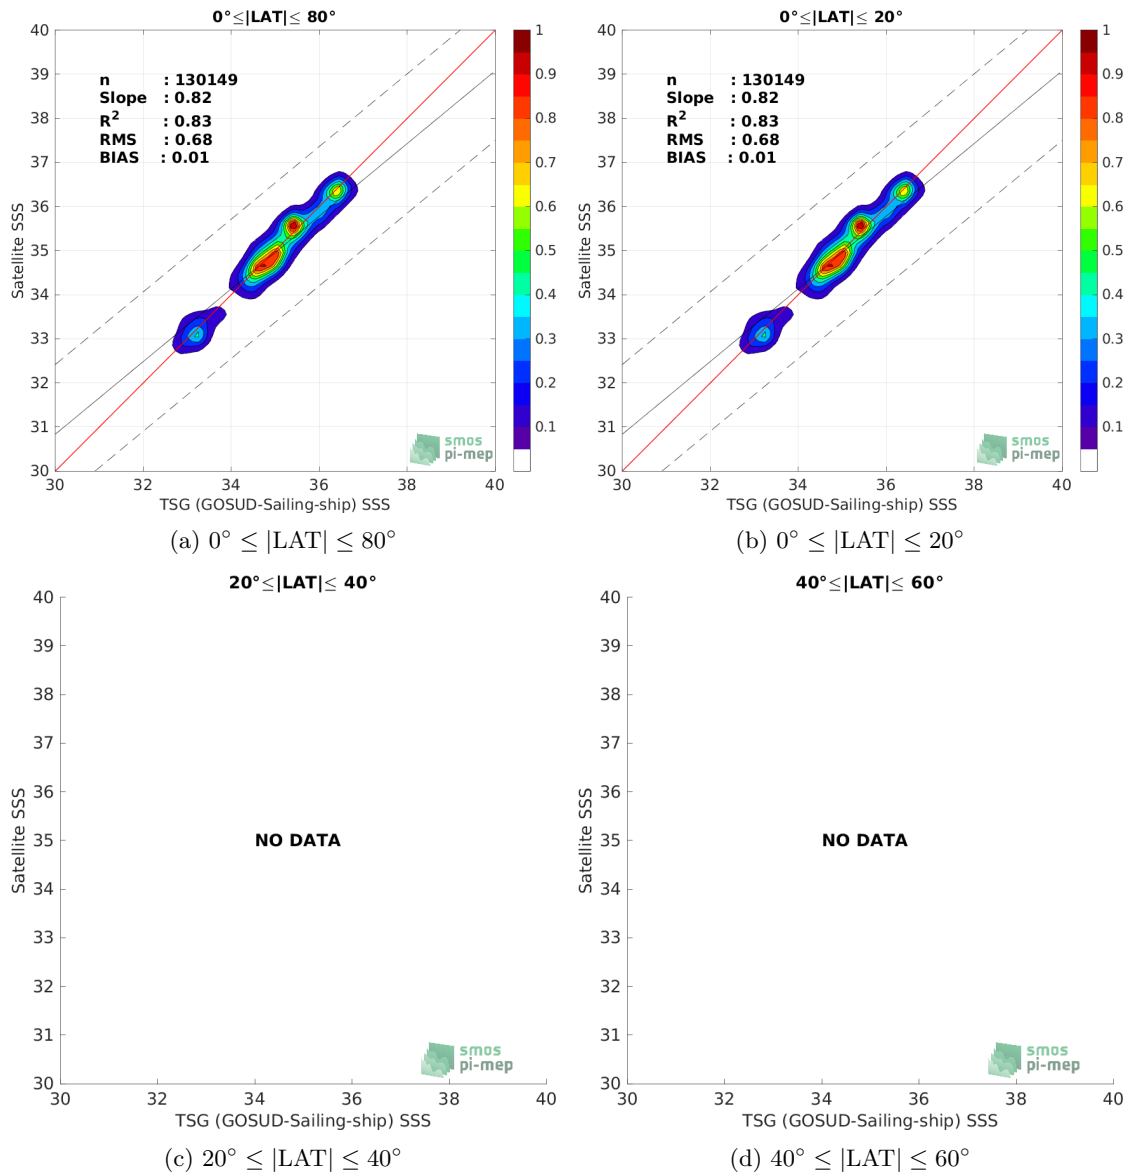 0°≤|LAT|≤ 80°
40
39
38
37
36
35
34
33
32
31
30
Satellite SSS
n : 130149
Slope : 0.82
R² : 0.83
RMS : 0.68
BIAS : 0.01
smos
pi-mep
30 32 34 36 38 40
TSG (GOSUD-Sailing-ship) SSS
1
0.9
0.8
0.7
0.6
0.5
0.4
0.3
0.2
0.1
(a) 0° ≤ |LAT| ≤ 80°
0°≤|LAT|≤ 20°
40
39
38
37
36
35
34
33
32
31
30
Satellite SSS
n : 130149
Slope : 0.82
R² : 0.83
RMS : 0.68
BIAS : 0.01
smos
pi-mep
30 32 34 36 38 40
TSG (GOSUD-Sailing-ship) SSS
1
0.9
0.8
0.7
0.6
0.5
0.4
0.3
0.2
0.1
(b) 0° ≤ |LAT| ≤ 20°
20°≤|LAT|≤ 40°
40
39
38
37
36
35
34
33
32
31
30
Satellite SSS
NO DATA
smos
pi-mep
30 32 34 36 38 40
TSG (GOSUD-Sailing-ship) SSS
(c) 20° ≤ |LAT| ≤ 40°
40°≤|LAT|≤ 60°
40
39
38
37
36
35
34
33
32
31
30
Satellite SSS
NO DATA
smos
pi-mep
30 32 34 36 38 40
TSG (GOSUD-Sailing-ship) SSS
(d) 40° ≤ |LAT| ≤ 60°